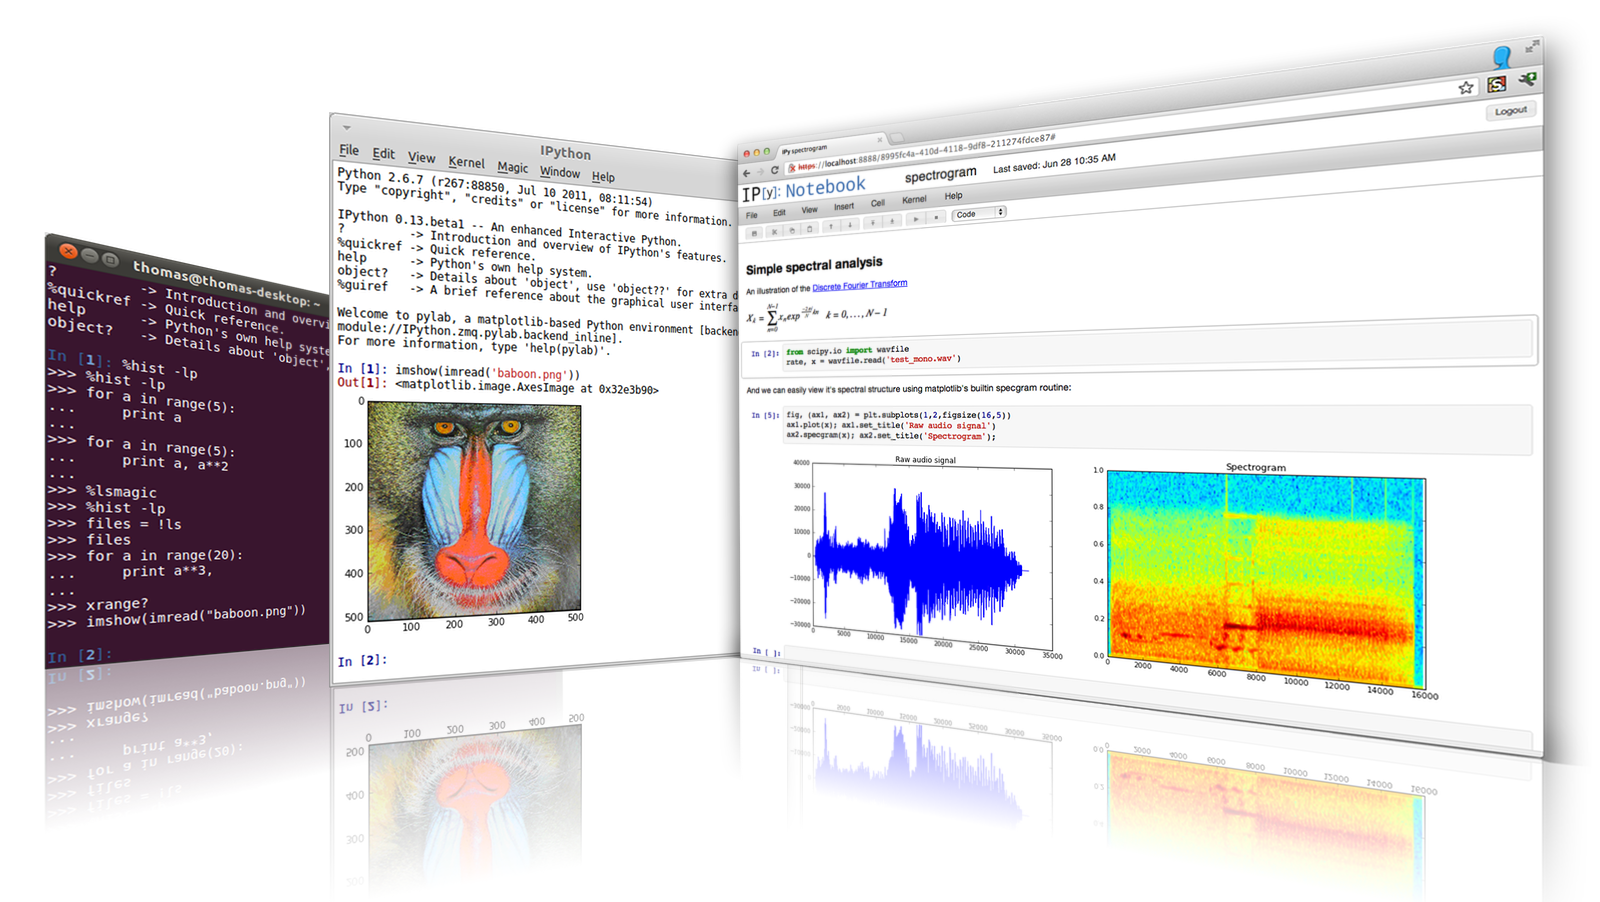 thomas@thomas-desktop: ~
?         -> Introduction and overvi
%quickref -> Quick reference.
help      -> Python's own help syste
object?   -> Details about 'object',
In [1]: %hist -lp
>>> %hist -lp
>>> for a in range(5):
...     print a
...
>>> for a in range(5):
...     print a, a**2
...
>>> %lsmagic
>>> %hist -lp
>>> files = !ls
>>> files
>>> for a in range(20):
...     print a**3,
...
>>> xrange?
>>> imshow(imread("baboon.png"))
In [2]:
IPython
File Edit View Kernel Magic Window Help
Python 2.6.7 (r267:88850, Jul 10 2011, 08:11:54)
Type "copyright", "credits" or "license" for more information.
IPython 0.13.beta1 -- An enhanced Interactive Python.
?         -> Introduction and overview of IPython's features.
%quickref -> Quick reference.
help      -> Python's own help system.
object?   -> Details about 'object', use 'object??' for extra d
%guiref   -> A brief reference about the graphical user interfa
Welcome to pylab, a matplotlib-based Python environment [backen
module://IPython.zmq.pylab.backend_inline].
For more information, type 'help(pylab)'.
In [1]: imshow(imread('baboon.png'))
Out[1]: <matplotlib.image.AxesImage at 0x32e3b90>
0
100
200
300
400
500
0 100 200 300 400 500
In [2]:
IPy spectrogram
https://localhost:8888/8995fc4a-410d-4118-9df8-211274fdce87#
Logout
IP[y]: Notebook spectrogram Last saved: Jun 28 10:35 AM
File Edit View Insert Cell Kernel Help
Code
Simple spectral analysis
An illustration of the Discrete Fourier Transform
k = 0, . . . , N − 1
In [2]: from scipy.io import wavfile
rate, x = wavfile.read('test_mono.wav')
And we can easily view it's spectral structure using matplotlib's builtin specgram routine:
In [5]: fig, (ax1, ax2) = plt.subplots(1,2,figsize(16,5))
ax1.plot(x); ax1.set_title('Raw audio signal')
ax2.specgram(x); ax2.set_title('Spectrogram');
Raw audio signal
40000
30000
20000
10000
0
−10000
−20000
−30000
0 5000 10000 15000 20000 25000 30000 35000
Spectrogram
1.0
0.8
0.6
0.4
0.2
0.0
0 2000 4000 6000 8000 10000 12000 14000 16000
In [ ]: